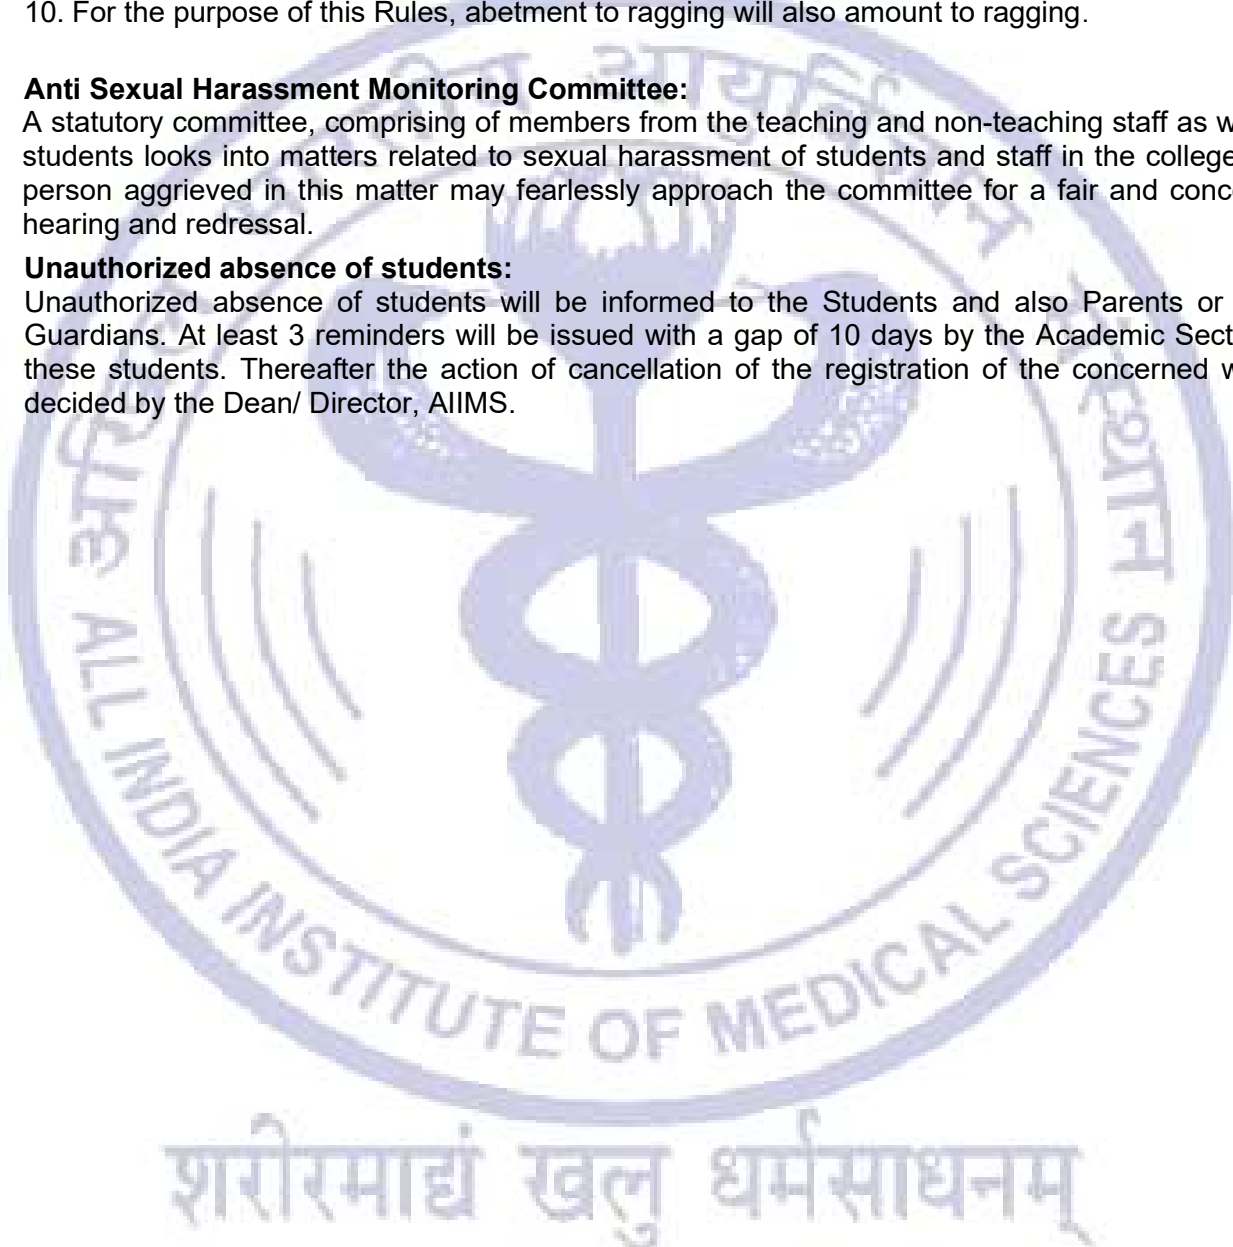 10. For the purpose of this Rules, abetment to ragging will also amount to ragging.
Anti Sexual Harassment Monitoring Committee:
A statutory committee, comprising of members from the teaching and non-teaching staff as
students looks into matters related to sexual harassment of students and staff in the college
person aggrieved in this matter may fearlessly approach the committee for a fair and
hearing and redressal.
Unauthorized absence of students:
Unauthorized absence of students will be informed to the Students and also Parents or
Guardians. At least 3 reminders will be issued with a gap of 10 days by the Academic
these students. Thereafter the action of cancellation of the registration of the concerned
decided by the Dean/ Director, AIIMS.
ALL INDIA INSTITUTE OF MEDICAL SCIENCES
शरीरमाद्यं खलु धर्मसाधनम्